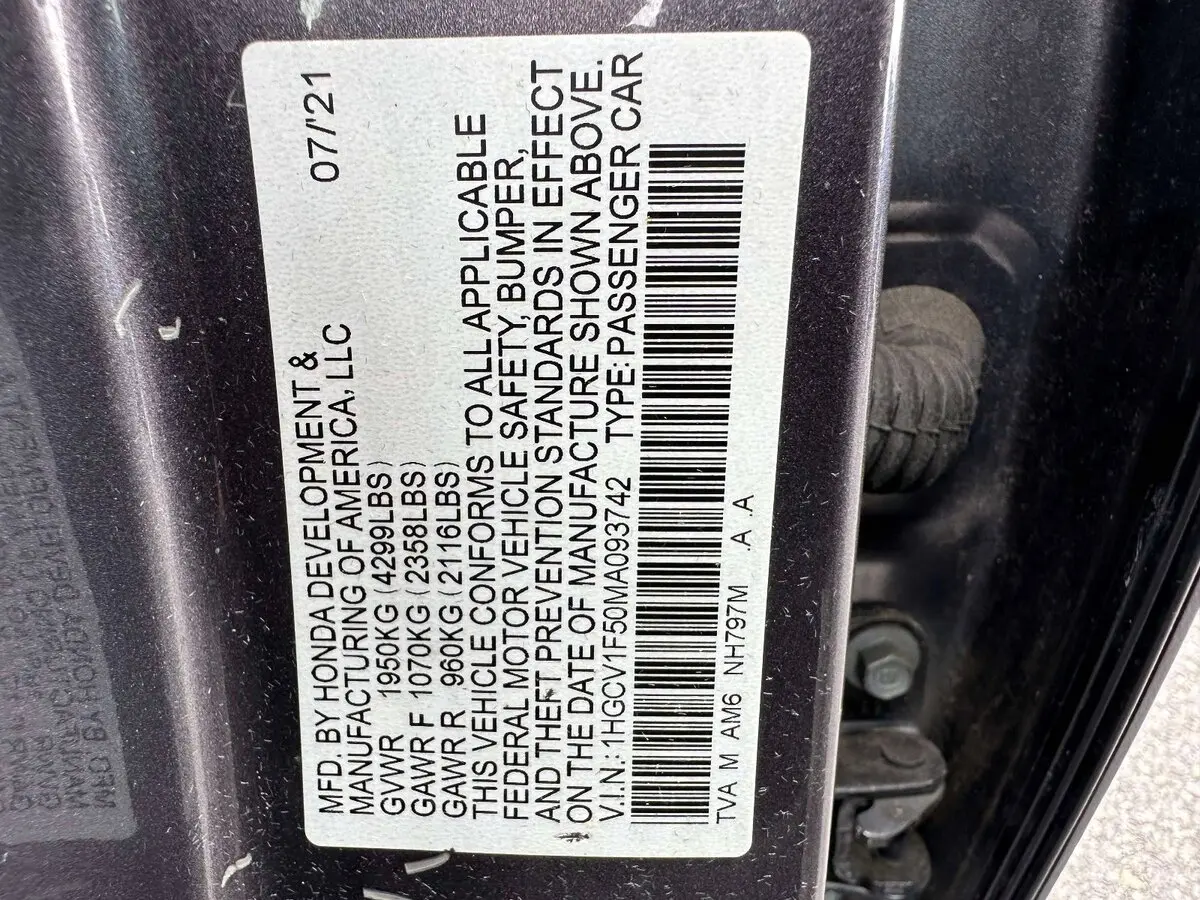 07/'21
MFD. BY HONDA DEVELOPMENT &
MANUFACTURING OF AMERICA, LLC
GVWR 1950KG (4299LBS)
GAWR F 1070KG (2358LBS)
GAWR R 960KG (2116LBS)
THIS VEHICLE CONFORMS TO ALL APPLICABLE
FEDERAL MOTOR VEHICLE SAFETY, BUMPER,
AND THEFT PREVENTION STANDARDS IN EFFECT
ON THE DATE OF MANUFACTURE SHOWN ABOVE.
V.I.N.: 1HGCV1F50MA093742 TYPE: PASSENGER CAR
TVA M AM6 NH797M .A .A